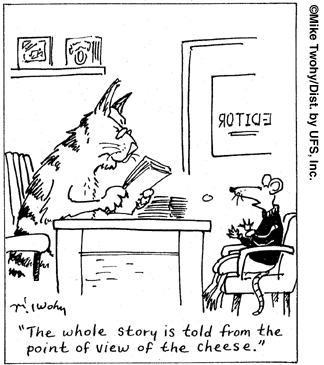 EDITOR
M. Twohy
"The whole story is told from the
point of view of the cheese."
©Mike Twohy/Dist. by UFS, Inc.